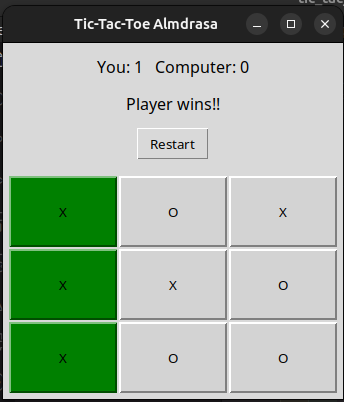 Tic-Tac-Toe Almdrasa
You: 1 Computer: 0
Player wins!!
Restart
X O X
X X O
X O O